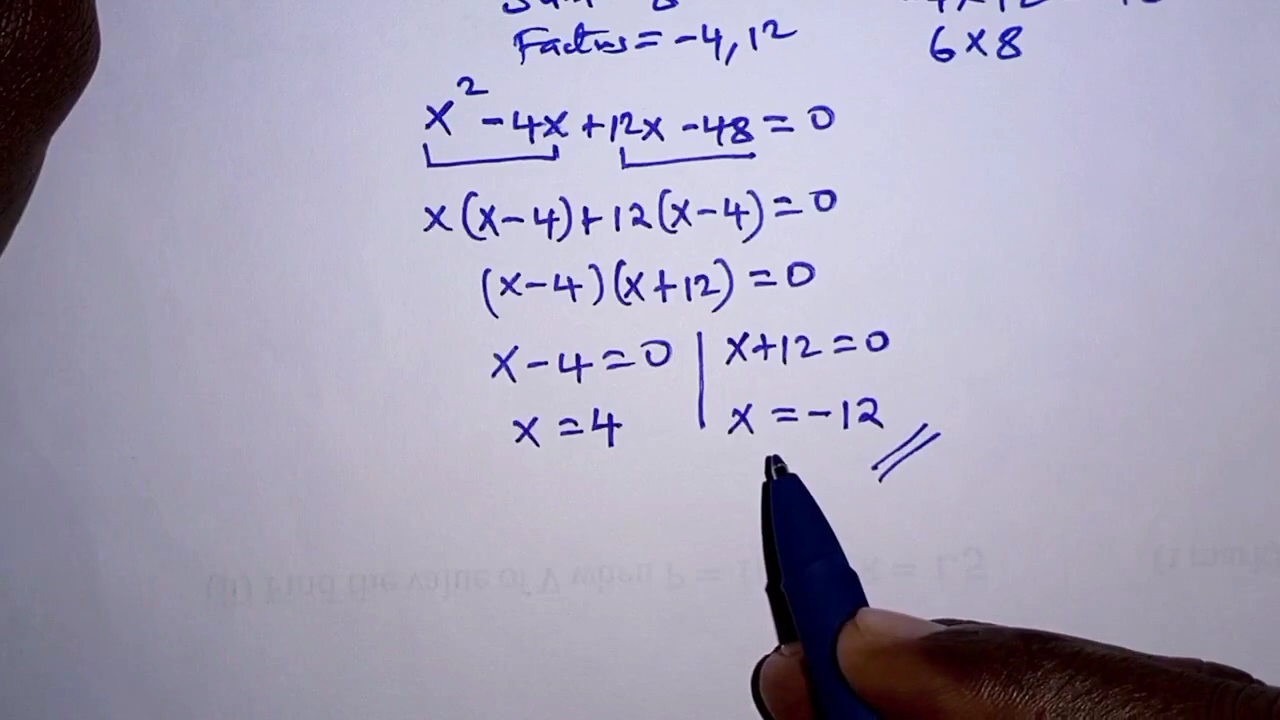 Factors = -4, 12
6 x 8
x² - 4x + 12x - 48 = 0
x(x-4) + 12(x-4) = 0
(x-4)(x+12) = 0
x - 4 = 0 | x + 12 = 0
x = 4 | x = -12